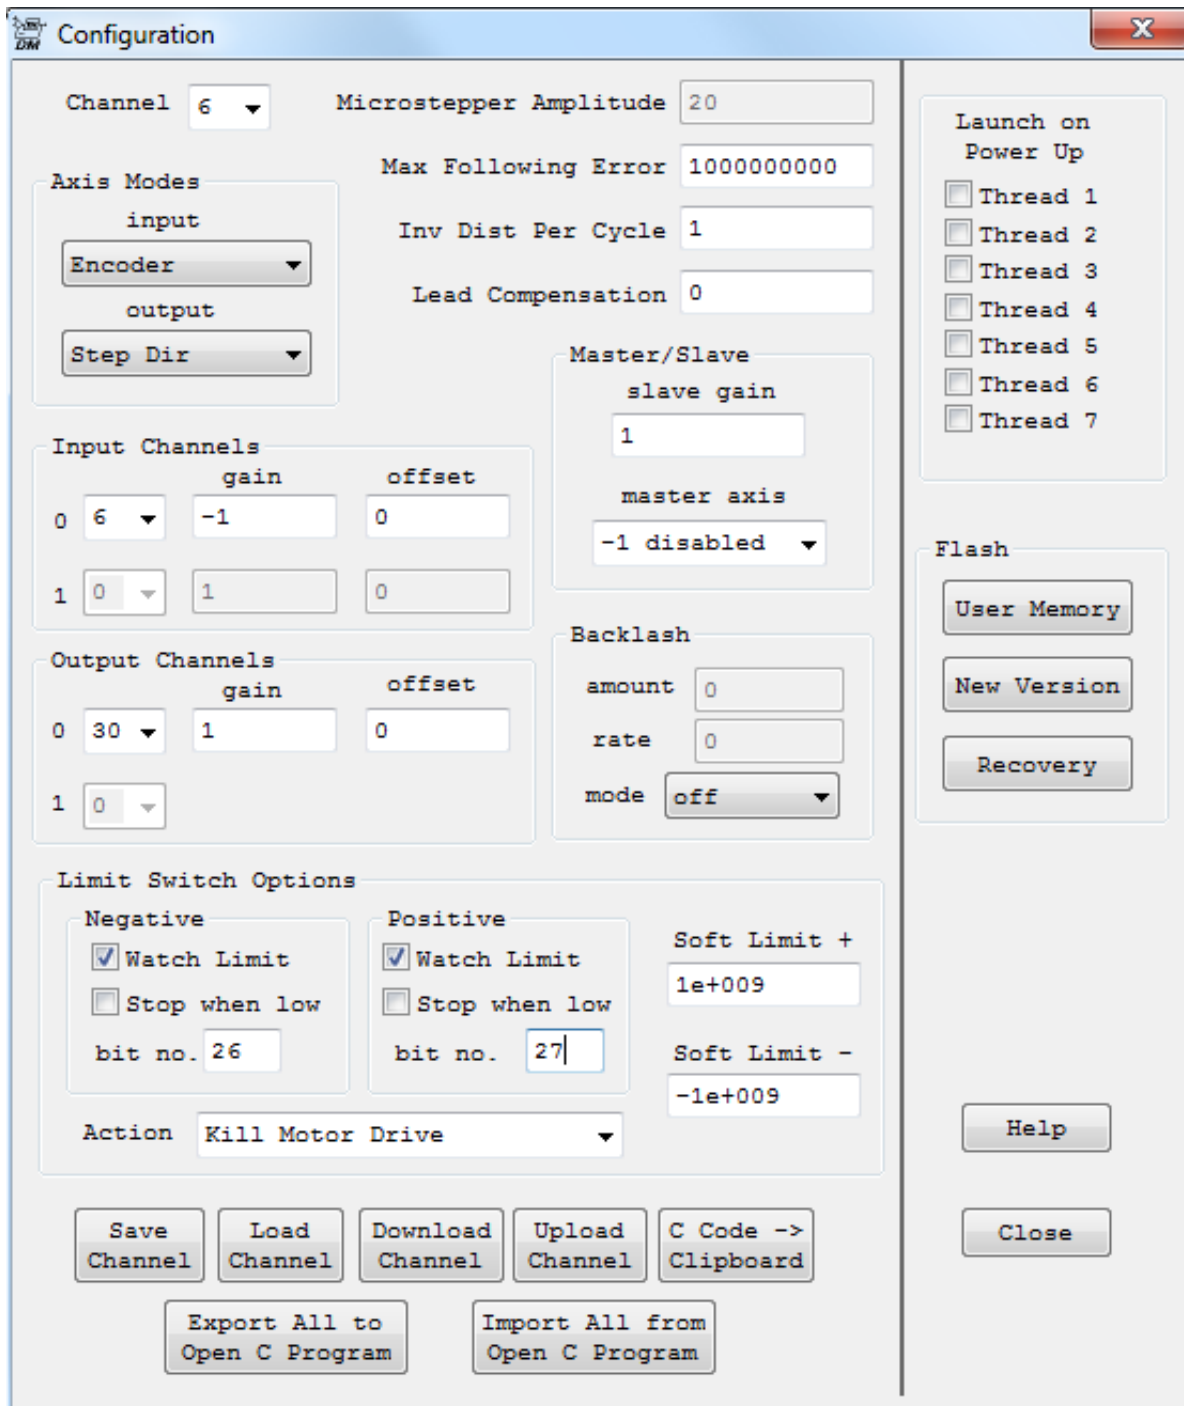 DM Configuration X
Channel 6
Microstepper Amplitude 20
Max Following Error 1000000000
Inv Dist Per Cycle 1
Lead Compensation 0
Axis Modes
input
Encoder
output
Step Dir
Master/Slave
slave gain
1
master axis
-1 disabled
Input Channels
gain offset
0 6 -1 0
1 0 1 0
Output Channels
gain offset
0 30 1 0
1 0
Backlash
amount 0
rate 0
mode off
Limit Switch Options
Negative
Watch Limit
Stop when low
bit no. 26
Positive
Watch Limit
Stop when low
bit no. 27
Soft Limit +
1e+009
Soft Limit -
-1e+009
Action Kill Motor Drive
Save
Channel
Load
Channel
Download
Channel
Upload
Channel
C Code ->
Clipboard
Export All to
Open C Program
Import All from
Open C Program
Launch on
Power Up
Thread 1
Thread 2
Thread 3
Thread 4
Thread 5
Thread 6
Thread 7
Flash
User Memory
New Version
Recovery
Help
Close